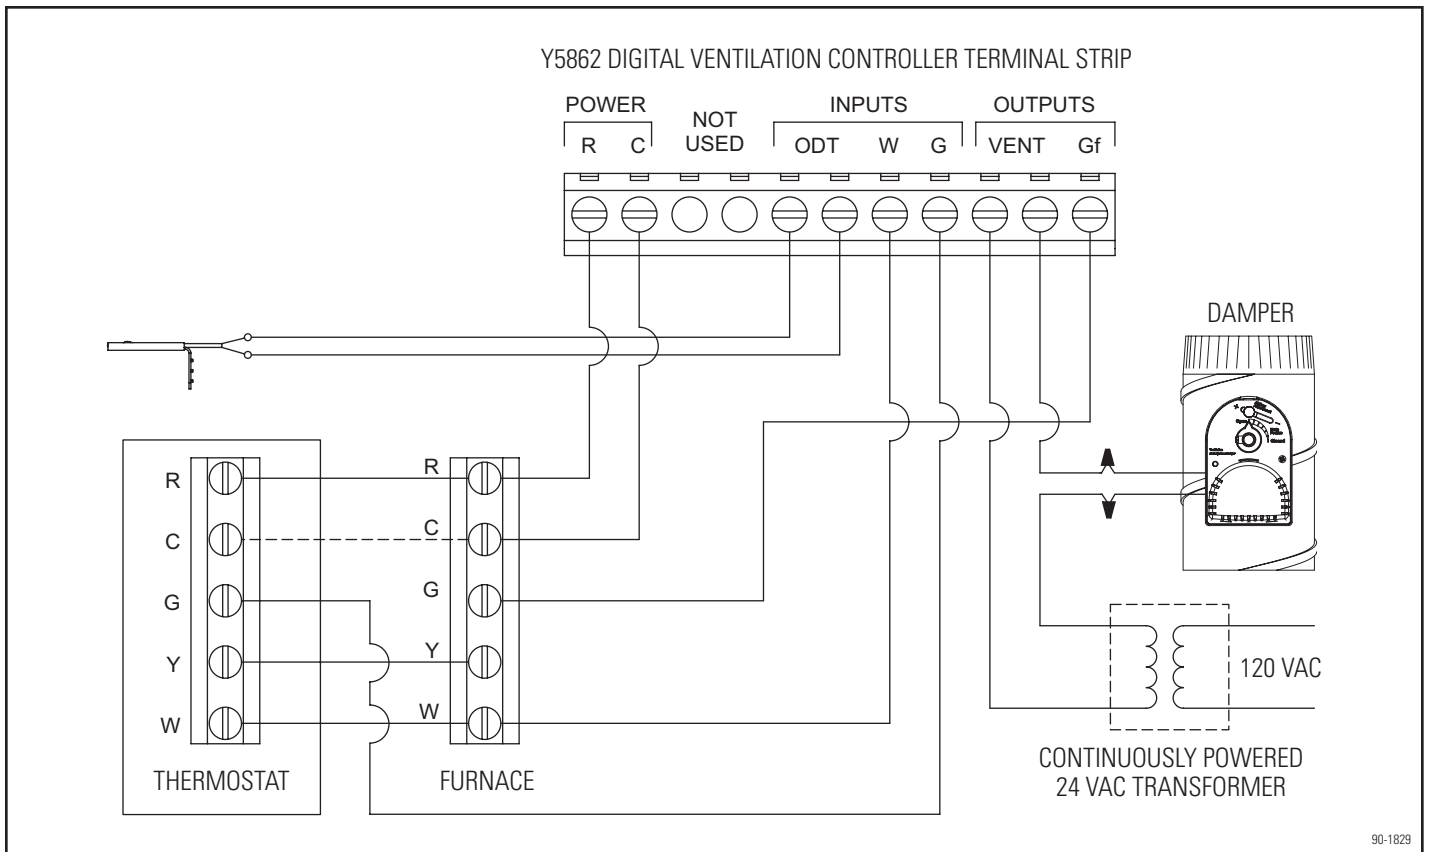 Y5862 DIGITAL VENTILATION CONTROLLER TERMINAL STRIP
POWER
NOT
USED
INPUTS
OUTPUTS
R
C
ODT
W
G
VENT
Gf
DAMPER
R
R
C
C
G
G
Y
Y
W
W
THERMOSTAT
FURNACE
120 VAC
CONTINUOUSLY POWERED
24 VAC TRANSFORMER
90-1829